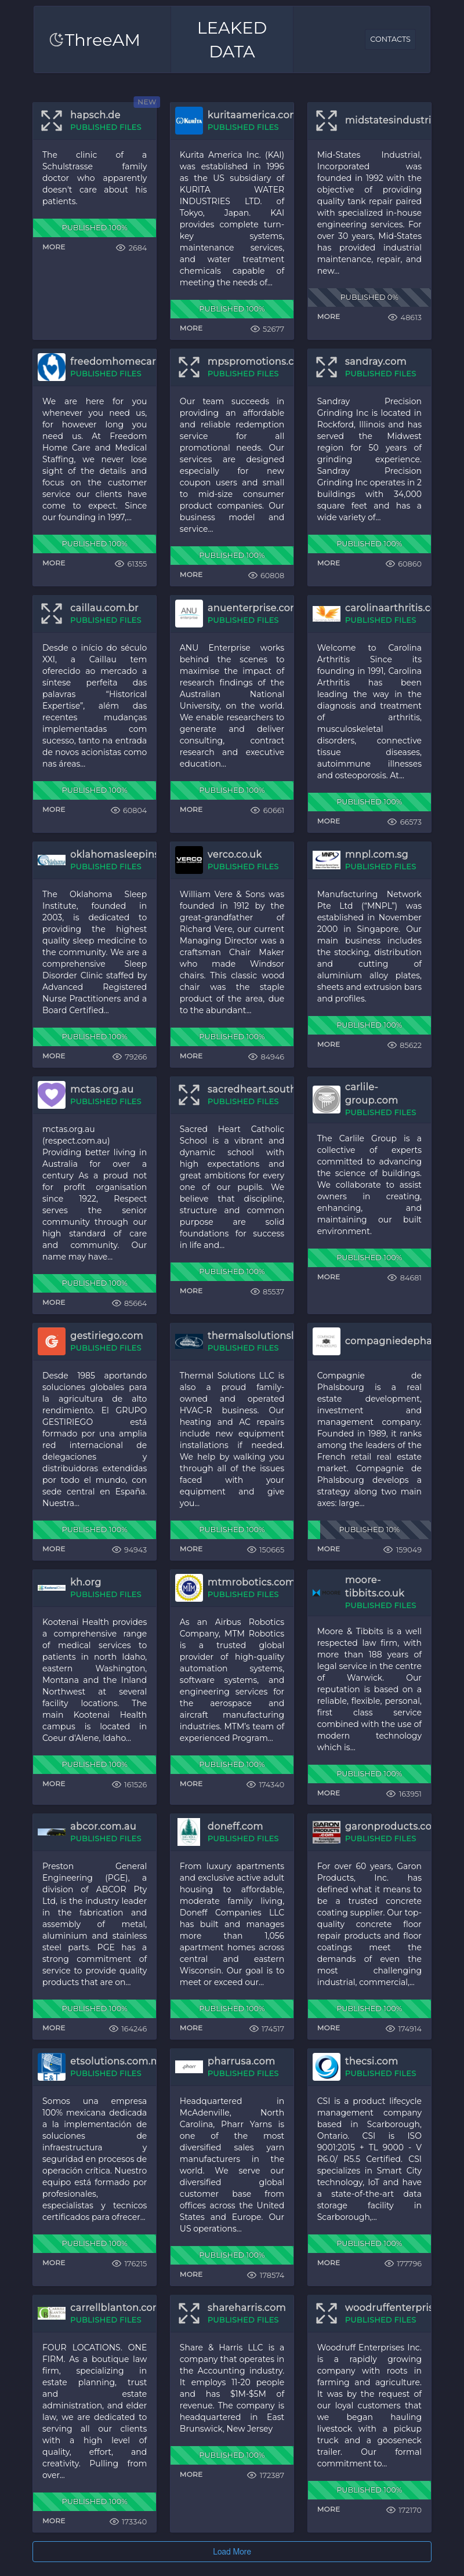 ThreeAM
LEAKED
DATA
CONTACTS
NEW
hapsch.de
PUBLISHED FILES
The clinic of a
Schulstrasse family
doctor who apparently
doesn't care about his
patients.
PUBLISHED 100%
MORE
2684
kuritaamerica.com
PUBLISHED FILES
Kurita America Inc. (KAI)
was established in 1996
as the US subsidiary of
KURITA WATER
INDUSTRIES LTD. of
Tokyo, Japan. KAI
provides complete turn-
key systems,
maintenance services,
and water treatment
chemicals capable of
meeting the needs of...
PUBLISHED 100%
MORE
52677
midstatesindustri
Mid-States Industrial,
Incorporated was
founded in 1992 with the
objective of providing
quality tank repair paired
with specialized in-house
engineering services. For
over 30 years, Mid-States
has provided industrial
maintenance, repair, and
new...
PUBLISHED 0%
MORE
48613
freedomhomecar
PUBLISHED FILES
We are here for you
whenever you need us,
for however long you
need us. At Freedom
Home Care and Medical
Staffing, we never lose
sight of the details and
focus on the customer
service our clients have
come to expect. Since
our founding in 1997,...
PUBLISHED 100%
MORE
61355
mpspromotions.c
PUBLISHED FILES
Our team succeeds in
providing an affordable
and reliable redemption
service for all
promotional needs. Our
services are designed
especially for new
coupon users and small
to mid-size consumer
product companies. Our
business model and
service...
PUBLISHED 100%
MORE
60808
sandray.com
PUBLISHED FILES
Sandray Precision
Grinding Inc is located in
Rockford, Illinois and has
served the Midwest
region for 50 years of
grinding experience.
Sandray Precision
Grinding Inc operates in 2
buildings with 34,000
square feet and has a
wide variety of...
PUBLISHED 100%
MORE
60860
caillau.com.br
PUBLISHED FILES
Desde o início do século
XXI, a Caillau tem
oferecido ao mercado a
síntese perfeita das
palavras "Historical
Expertise", além das
recentes mudanças
implementadas com
sucesso, tanto na entrada
de novos acionistas como
nas áreas...
PUBLISHED 100%
MORE
60804
anuenterprise.com
PUBLISHED FILES
ANU Enterprise works
behind the scenes to
maximise the impact of
research findings of the
Australian National
University, on the world.
We enable researchers to
generate and deliver
consulting, contract
research and executive
education...
PUBLISHED 100%
MORE
60661
carolinaarthritis.c
PUBLISHED FILES
Welcome to Carolina
Arthritis Since its
founding in 1991, Carolina
Arthritis has been
leading the way in the
diagnosis and treatment
of arthritis,
musculoskeletal
disorders, connective
tissue diseases,
autoimmune illnesses
and osteoporosis. At...
PUBLISHED 100%
MORE
66573
oklahomasleepins
PUBLISHED FILES
The Oklahoma Sleep
Institute, founded in
2003, is dedicated to
providing the highest
quality sleep medicine to
the community. We are a
comprehensive Sleep
Disorder Clinic staffed by
Advanced Registered
Nurse Practitioners and a
Board Certified...
PUBLISHED 100%
MORE
79266
VERCO
verco.co.uk
PUBLISHED FILES
William Vere & Sons was
founded in 1912 by the
great-grandfather of
Richard Vere, our current
Managing Director was a
craftsman Chair Maker
who made Windsor
chairs. This classic wood
chair was the staple
product of the area, due
to the abundant...
PUBLISHED 100%
MORE
84946
mnpl.com.sg
PUBLISHED FILES
Manufacturing Network
Pte Ltd ("MNPL") was
established in November
2000 in Singapore. Our
main business includes
the stocking, distribution
and cutting of
aluminium alloy plates,
sheets and extrusion bars
and profiles.
PUBLISHED 100%
MORE
85622
mctas.org.au
PUBLISHED FILES
mctas.org.au
(respect.com.au)
Providing better living in
Australia for over a
century As a proud not
for profit organisation
since 1922, Respect
serves the senior
community through our
high standard of care
and community. Our
name may have...
PUBLISHED 100%
MORE
85664
sacredheart.south
PUBLISHED FILES
Sacred Heart Catholic
School is a vibrant and
dynamic school with
high expectations and
great ambitions for every
one of our pupils. We
believe that discipline,
structure and common
purpose are solid
foundations for success
in life and...
PUBLISHED 100%
MORE
85537
carlile-
group.com
PUBLISHED FILES
The Carlile Group is a
collective of experts
committed to advancing
the science of buildings.
We collaborate to assist
owners in creating,
enhancing, and
maintaining our built
environment.
PUBLISHED 100%
MORE
84681
gestiriego.com
PUBLISHED FILES
Desde 1985 aportando
soluciones globales para
la agricultura de alto
rendimiento. El GRUPO
GESTIRIEGO está
formado por una amplia
red internacional de
delegaciones y
distribuidoras extendidas
por todo el mundo, con
sede central en España.
Nuestra...
PUBLISHED 100%
MORE
94943
thermalsolutionsl
PUBLISHED FILES
Thermal Solutions LLC is
also a proud family-
owned and operated
HVAC-R business. Our
heating and AC repairs
include new equipment
installations if needed.
We help by walking you
through all of the issues
faced with your
equipment and give
you...
PUBLISHED 100%
MORE
150665
compagniedepha
Compagnie de
Phalsbourg is a real
estate development,
investment and
management company.
Founded in 1989, it ranks
among the leaders of the
French retail real estate
market. Compagnie de
Phalsbourg develops a
strategy along two main
axes: large...
PUBLISHED 10%
MORE
159049
kh.org
PUBLISHED FILES
Kootenai Health provides
a comprehensive range
of medical services to
patients in north Idaho,
eastern Washington,
Montana and the Inland
Northwest at several
facility locations. The
main Kootenai Health
campus is located in
Coeur d'Alene, Idaho...
PUBLISHED 100%
MORE
161526
mtmrobotics.com
PUBLISHED FILES
As an Airbus Robotics
Company, MTM Robotics
is a trusted global
provider of high-quality
automation systems,
software systems, and
engineering services for
the aerospace and
aircraft manufacturing
industries. MTM's team of
experienced Program...
PUBLISHED 100%
MORE
174340
moore-
tibbits.co.uk
PUBLISHED FILES
Moore & Tibbits is a well
respected law firm, with
more than 188 years of
legal service in the centre
of Warwick. Our
reputation is based on a
reliable, flexible, personal,
first class service
combined with the use of
modern technology
which is...
PUBLISHED 100%
MORE
163951
abcor.com.au
PUBLISHED FILES
Preston General
Engineering (PGE), a
division of ABCOR Pty
Ltd, is the industry leader
in the fabrication and
assembly of metal,
aluminium and stainless
steel parts. PGE has a
strong commitment of
service to provide quality
products that are on...
PUBLISHED 100%
MORE
164246
doneff.com
PUBLISHED FILES
From luxury apartments
and exclusive active adult
housing to affordable,
moderate family living,
Doneff Companies LLC
has built and manages
more than 1,056
apartment homes across
central and eastern
Wisconsin. Our goal is to
meet or exceed our...
PUBLISHED 100%
MORE
174517
garonproducts.co
PUBLISHED FILES
For over 60 years, Garon
Products, Inc. has
defined what it means to
be a trusted concrete
coating supplier. Our top-
quality concrete floor
repair products and floor
coatings meet the
demands of even the
most challenging
industrial, commercial,...
PUBLISHED 100%
MORE
174914
etsolutions.com.m
PUBLISHED FILES
Somos una empresa
100% mexicana dedicada
a la implementación de
soluciones de
infraestructura y
seguridad en procesos de
operación crítica. Nuestro
equipo está formado por
profesionales,
especialistas y tecnicos
certificados para ofrecer...
PUBLISHED 100%
MORE
176215
pharrusa.com
PUBLISHED FILES
Headquartered in
McAdenville, North
Carolina, Pharr Yarns is
one of the most
diversified sales yarn
manufacturers in the
world. We serve our
diversified global
customer base from
offices across the United
States and Europe. Our
US operations...
PUBLISHED 100%
MORE
178574
thecsi.com
PUBLISHED FILES
CSI is a product lifecycle
management company
based in Scarborough,
Ontario. CSI is ISO
9001:2015 + TL 9000 - V
R6.0/ R5.5 Certified. CSI
specializes in Smart City
technology, IoT and have
a state-of-the-art data
storage facility in
Scarborough,...
PUBLISHED 100%
MORE
177796
carrellblanton.com
PUBLISHED FILES
FOUR LOCATIONS. ONE
FIRM. As a boutique law
firm, specializing in
estate planning, trust
and estate
administration, and elder
law, we are dedicated to
serving all our clients
with a high level of
quality, effort, and
creativity. Pulling from
over...
PUBLISHED 100%
MORE
173340
shareharris.com
PUBLISHED FILES
Share & Harris LLC is a
company that operates in
the Accounting industry.
It employs 11-20 people
and has $1M-$5M of
revenue. The company is
headquartered in East
Brunswick, New Jersey
PUBLISHED 100%
MORE
172387
woodruffenterpris
PUBLISHED FILES
Woodruff Enterprises Inc.
is a rapidly growing
company with roots in
farming and agriculture.
It was by the request of
our loyal customers that
we began hauling
livestock with a pickup
truck and a gooseneck
trailer. Our formal
commitment to...
PUBLISHED 100%
MORE
172170
Load More